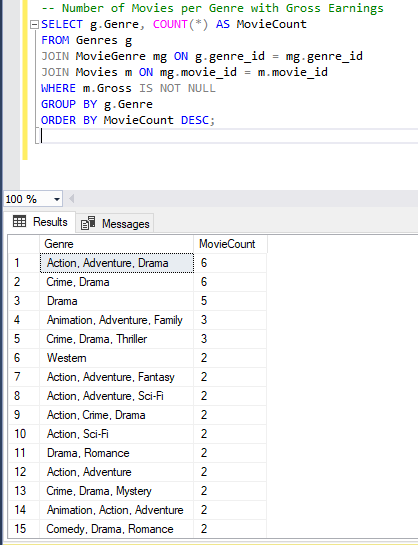 -- Number of Movies per Genre with Gross Earnings
SELECT g.Genre, COUNT(*) AS MovieCount
FROM Genres g
JOIN MovieGenre mg ON g.genre_id = mg.genre_id
JOIN Movies m ON mg.movie_id = m.movie_id
WHERE m.Gross IS NOT NULL
GROUP BY g.Genre
ORDER BY MovieCount DESC;
100 %
Results Messages
Genre MovieCount
1 Action, Adventure, Drama 6
2 Crime, Drama 6
3 Drama 5
4 Animation, Adventure, Family 3
5 Crime, Drama, Thriller 3
6 Western 2
7 Action, Adventure, Fantasy 2
8 Action, Adventure, Sci-Fi 2
9 Action, Crime, Drama 2
10 Action, Sci-Fi 2
11 Drama, Romance 2
12 Action, Adventure 2
13 Crime, Drama, Mystery 2
14 Animation, Action, Adventure 2
15 Comedy, Drama, Romance 2